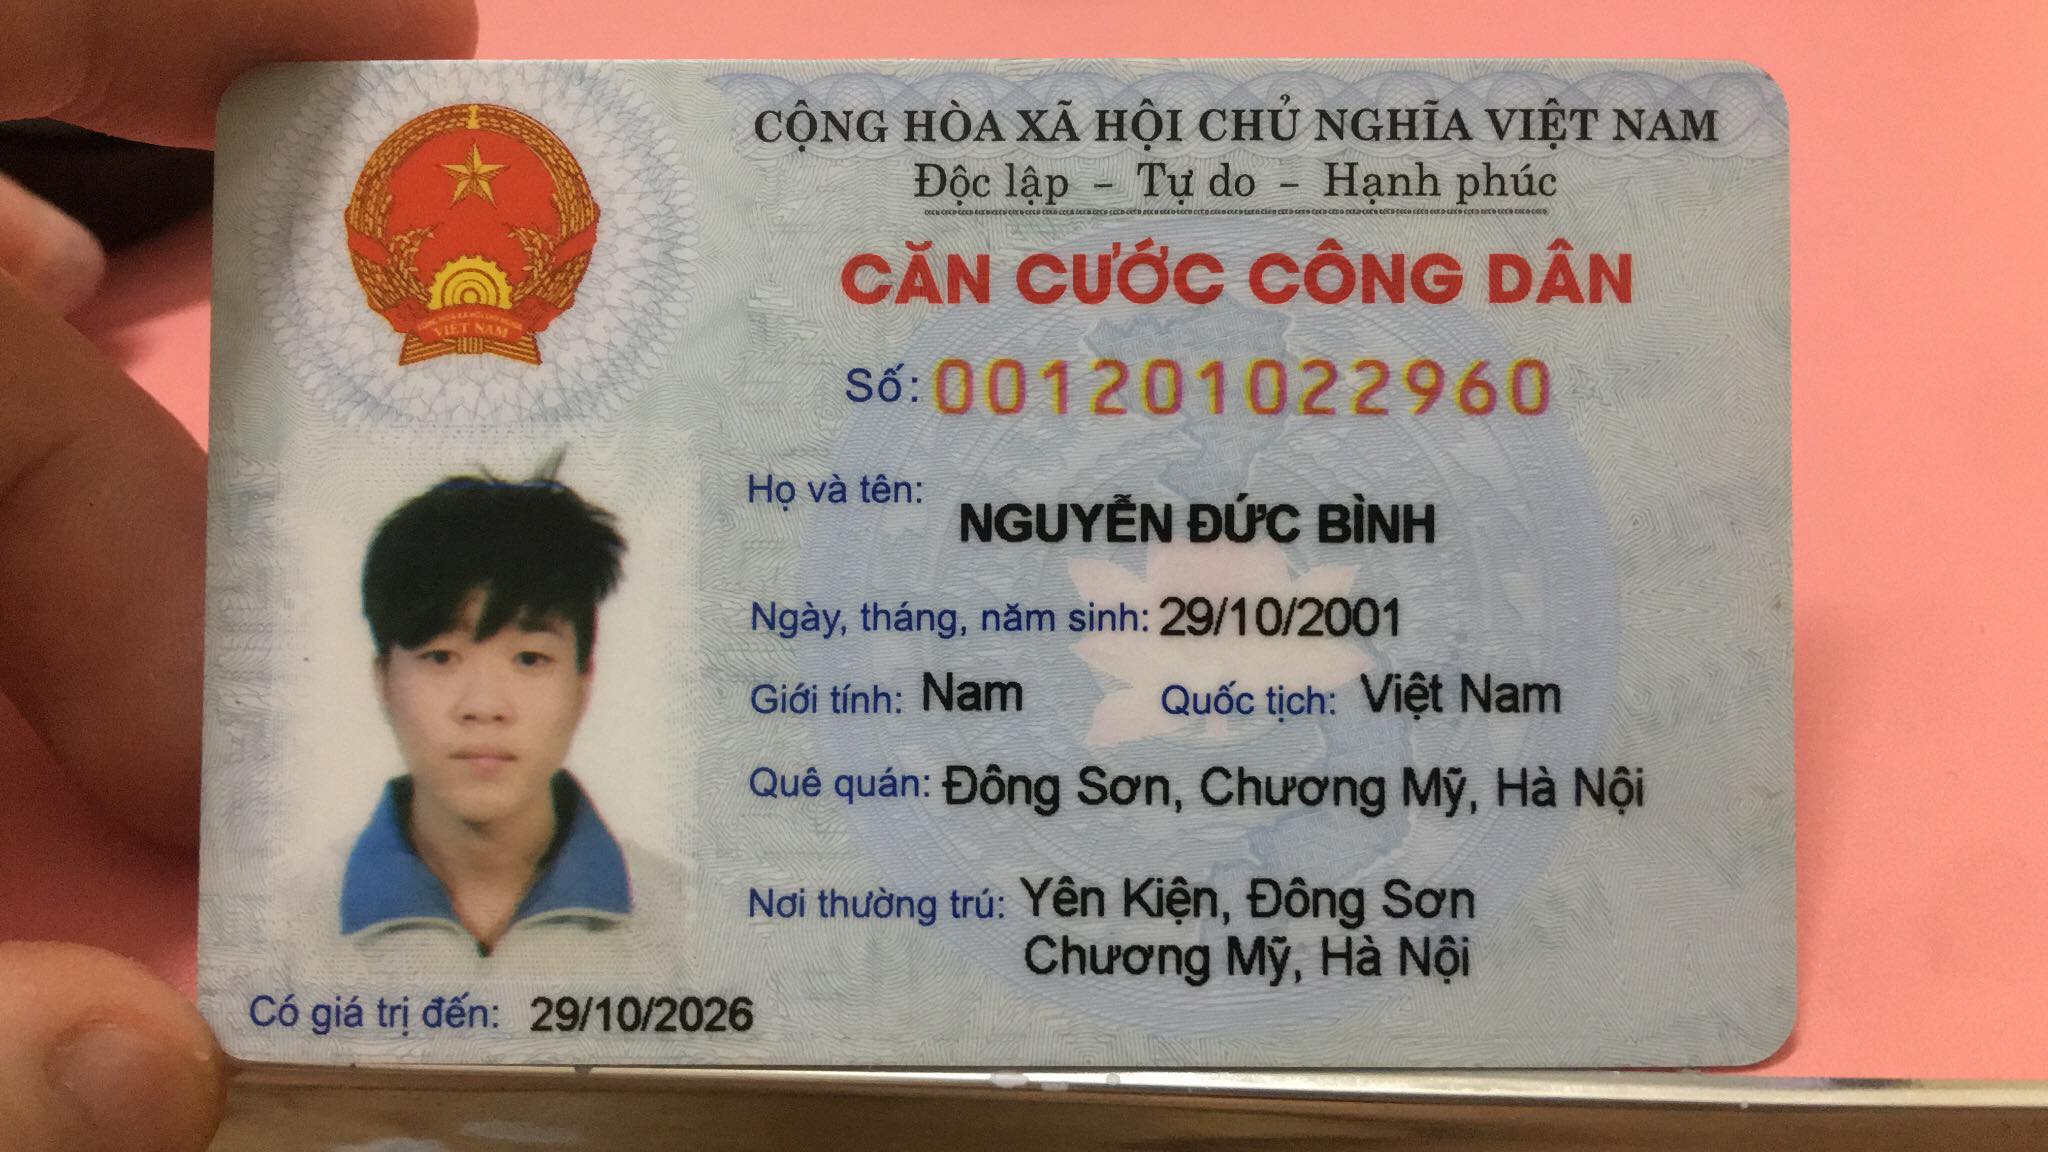 CỘNG HÒA XÃ HỘI CHỦ NGHĨA VIỆT NAM
Độc lập – Tự do – Hạnh phúc
CĂN CƯỚC CÔNG DÂN
Số: 001201022960
Họ và tên: NGUYỄN ĐỨC BÌNH
Ngày, tháng, năm sinh: 29/10/2001
Giới tính: Nam Quốc tịch: Việt Nam
Quê quán: Đông Sơn, Chương Mỹ, Hà Nội
Nơi thường trú: Yên Kiện, Đông Sơn
Chương Mỹ, Hà Nội
Có giá trị đến: 29/10/2026
VIỆT NAM